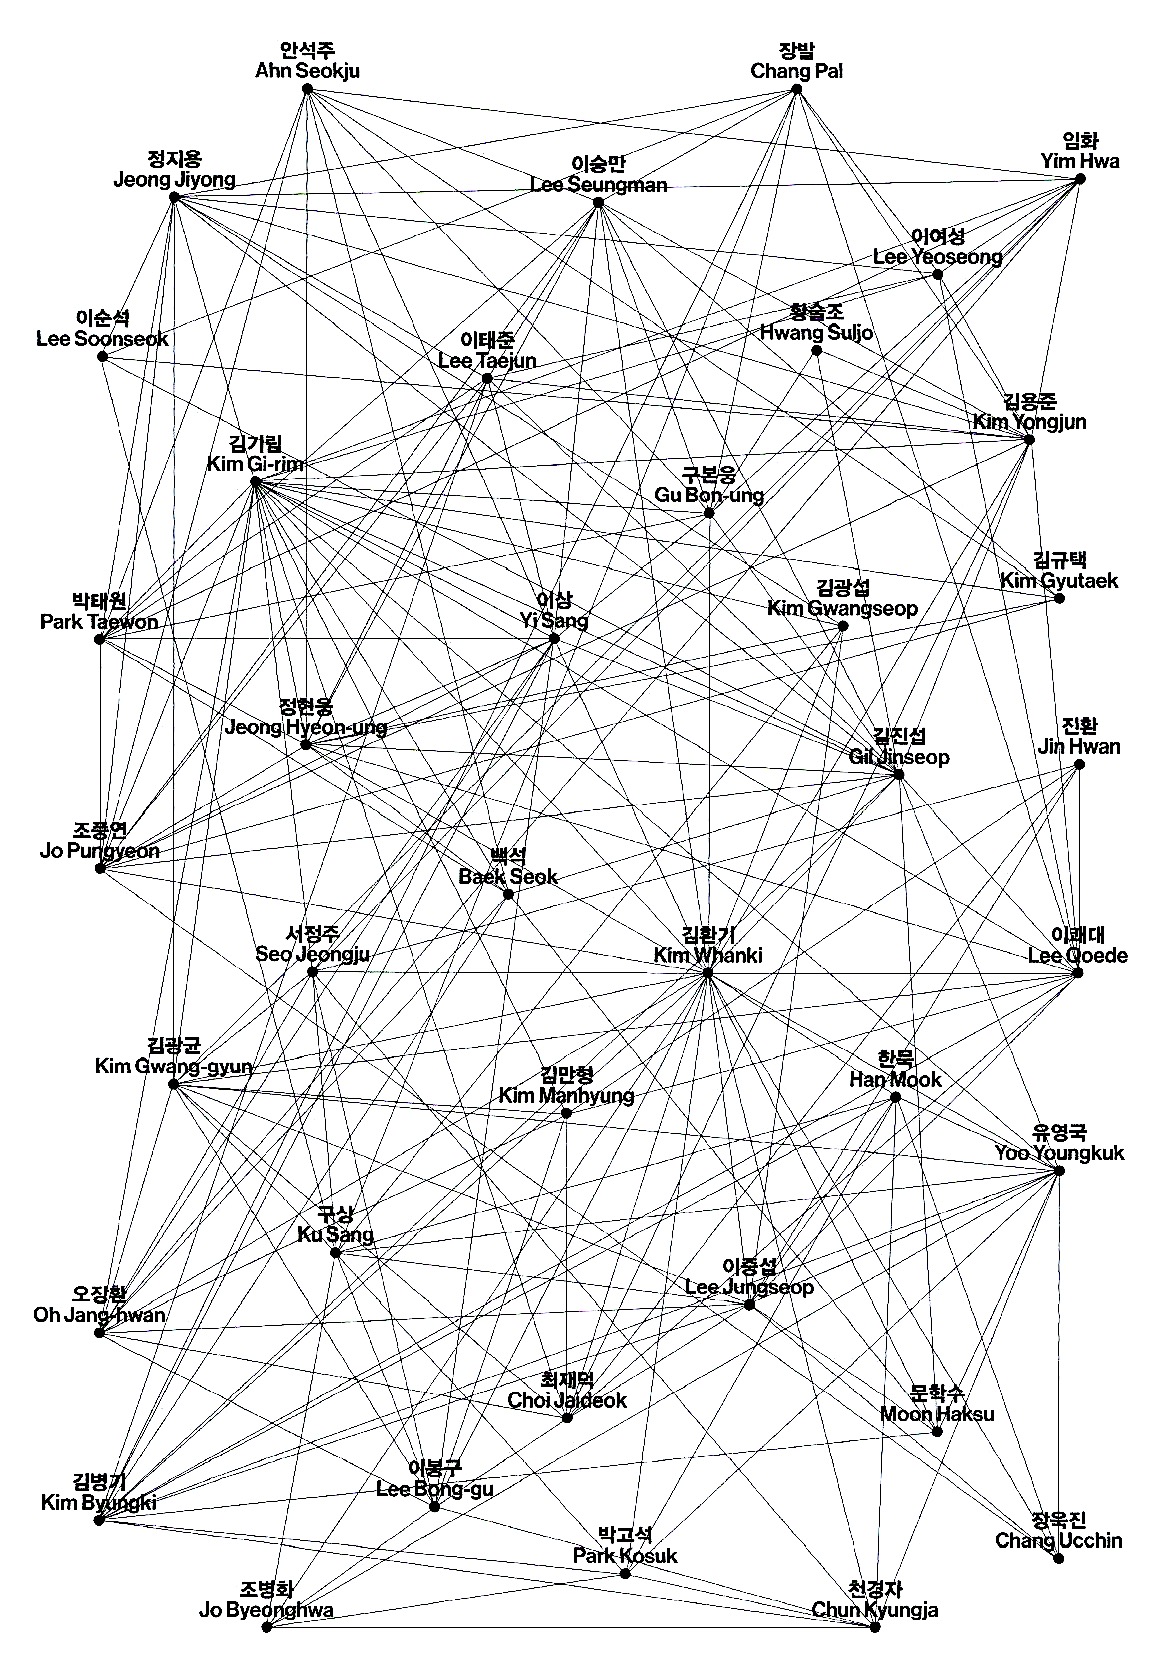 안석주
Ahn Seokju
장발
Chang Pal
임화
Yim Hwa
정지용
Jeong Jiyong
이승만
Lee Seungman
이여성
Lee Yeoseong
이순석
Lee Soonseok
황술조
Hwang Suljo
이태준
Lee Taejun
김용준
Kim Yongjun
김기림
Kim Gi-rim
구본웅
Gu Bon-ung
김규택
Kim Gyutaek
박태원
Park Taewon
이상
Yi Sang
김광섭
Kim Gwangseop
정현웅
Jeong Hyeon-ung
길진섭
Gil Jinseop
진환
Jin Hwan
조풍연
Jo Pungyeon
백석
Baek Seok
서정주
Seo Jeongju
김환기
Kim Whanki
이쾌대
Lee Qoede
김광균
Kim Gwang-gyun
김만형
Kim Manhyung
한묵
Han Mook
유영국
Yoo Youngkuk
구상
Ku Sang
이중섭
Lee Jungseop
오장환
Oh Jang-hwan
최재덕
Choi Jaideok
문학수
Moon Haksu
김병기
Kim Byungki
이봉구
Lee Bong-gu
장욱진
Chang Ucchin
박고석
Park Kosuk
조병화
Jo Byeonghwa
천경자
Chun Kyungja